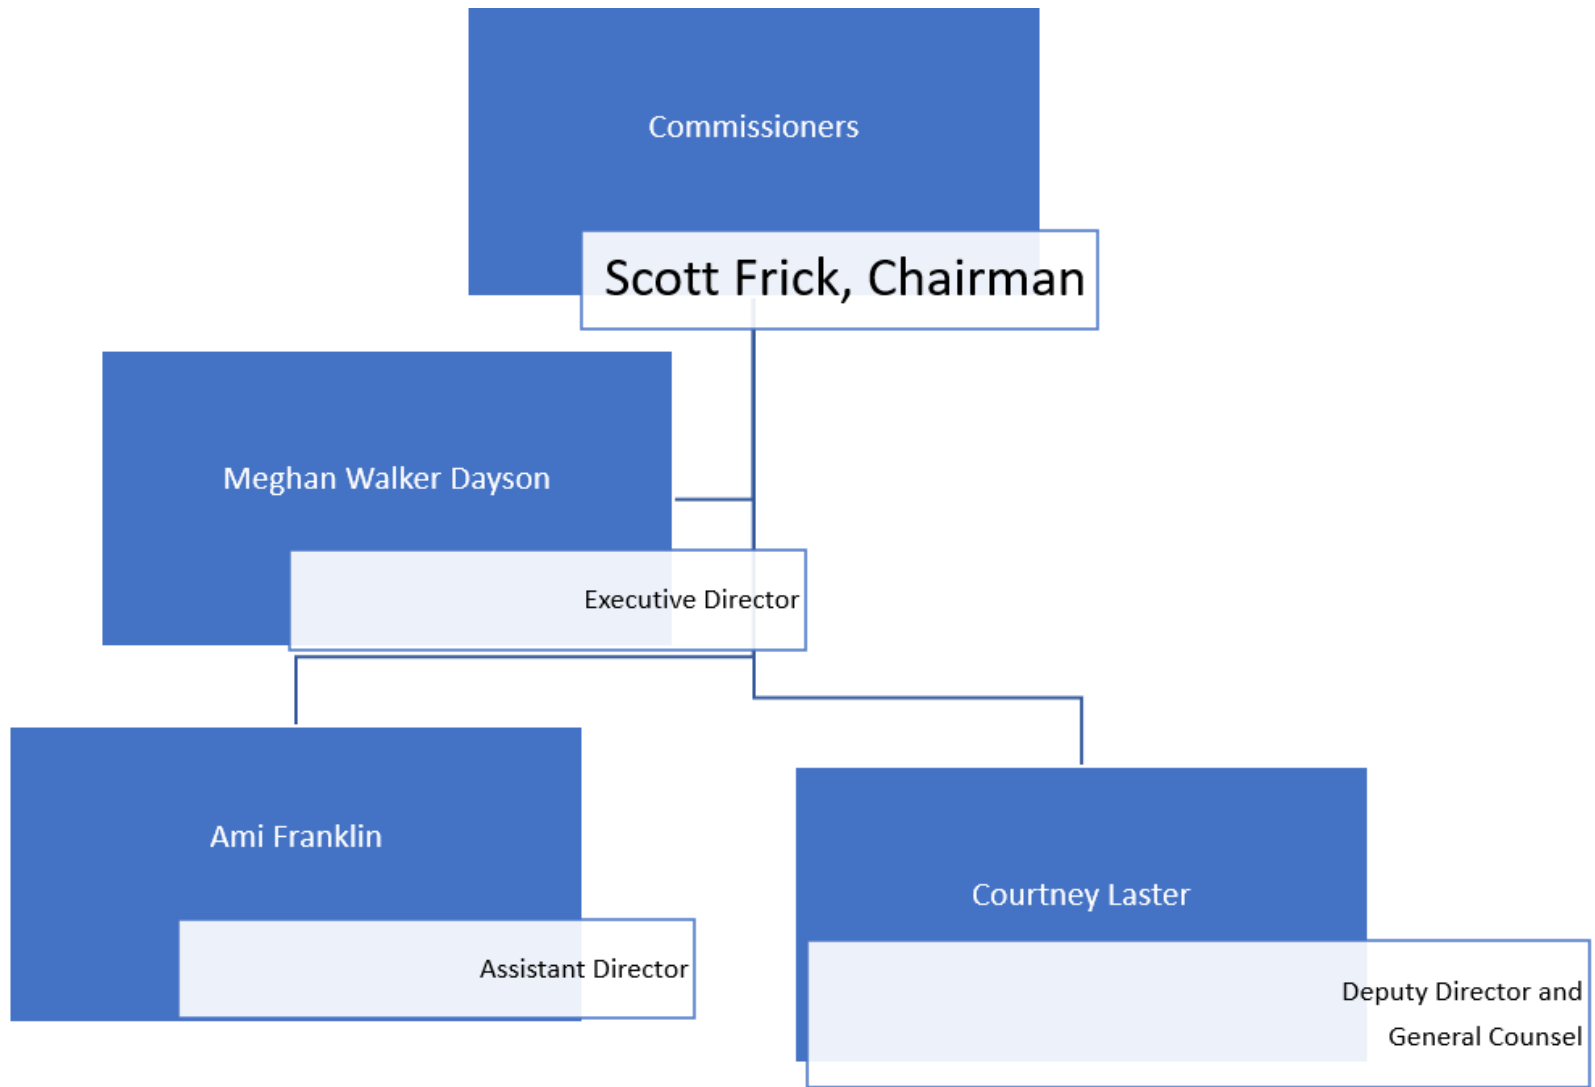 Commissioners
Scott Frick, Chairman
Meghan Walker Dayson
Executive Director
Ami Franklin
Assistant Director
Courtney Laster
Deputy Director and
General Counsel